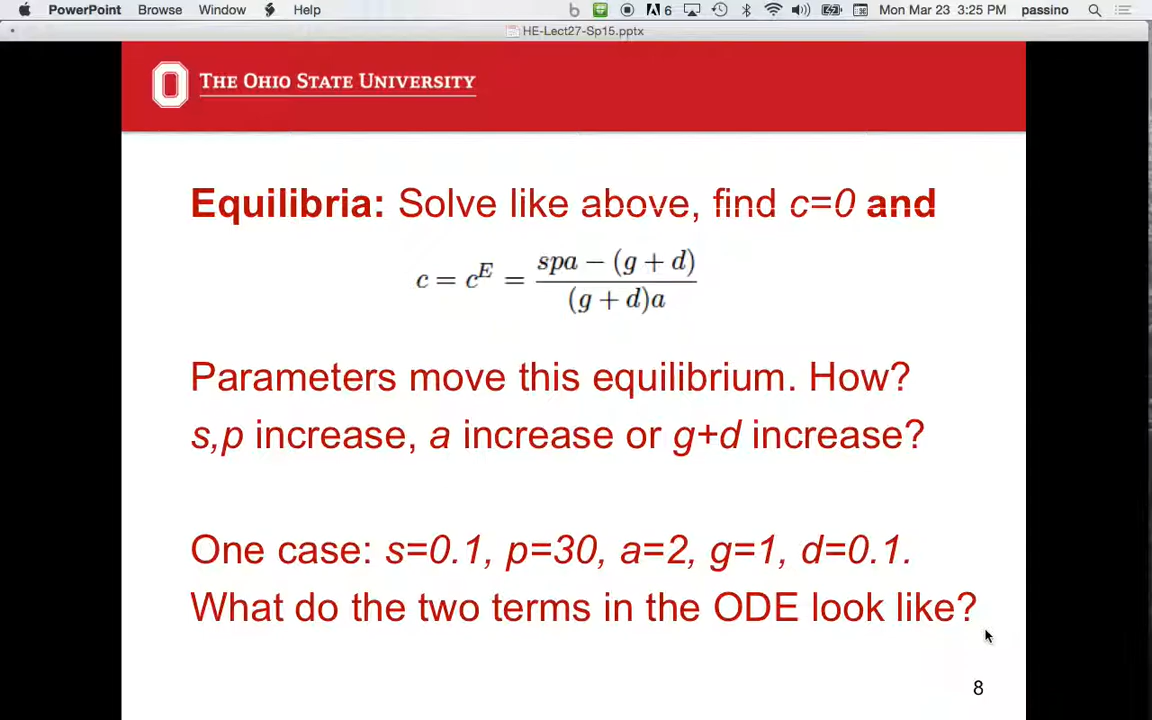 PowerPoint Browse Window Help 6 Mon Mar 23 3:25 PM passino
HE-Lect27-Sp15.pptx
THE OHIO STATE UNIVERSITY
Equilibria: Solve like above, find c=0 and
c = c^E = \frac{spa − (g + d)}{(g + d)a}
Parameters move this equilibrium. How?
s,p increase, a increase or g+d increase?
One case: s=0.1, p=30, a=2, g=1, d=0.1.
What do the two terms in the ODE look like?
8